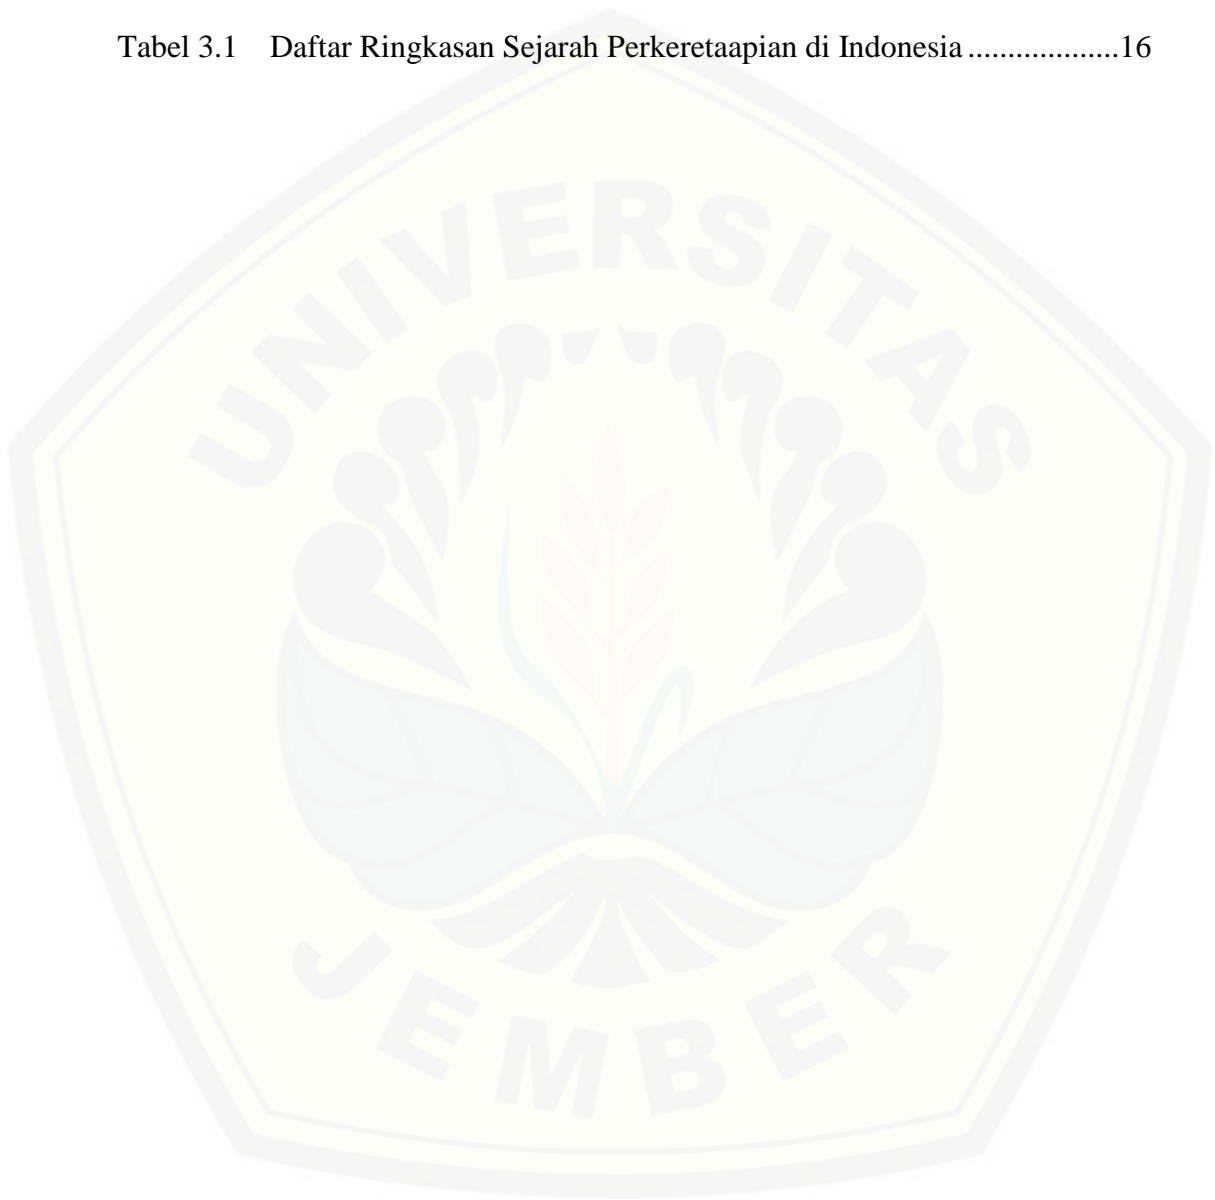 Tabel 3.1 Daftar Ringkasan Sejarah Perkeretaapian di Indonesia ...................16
UNIVERSITAS
JEMBER